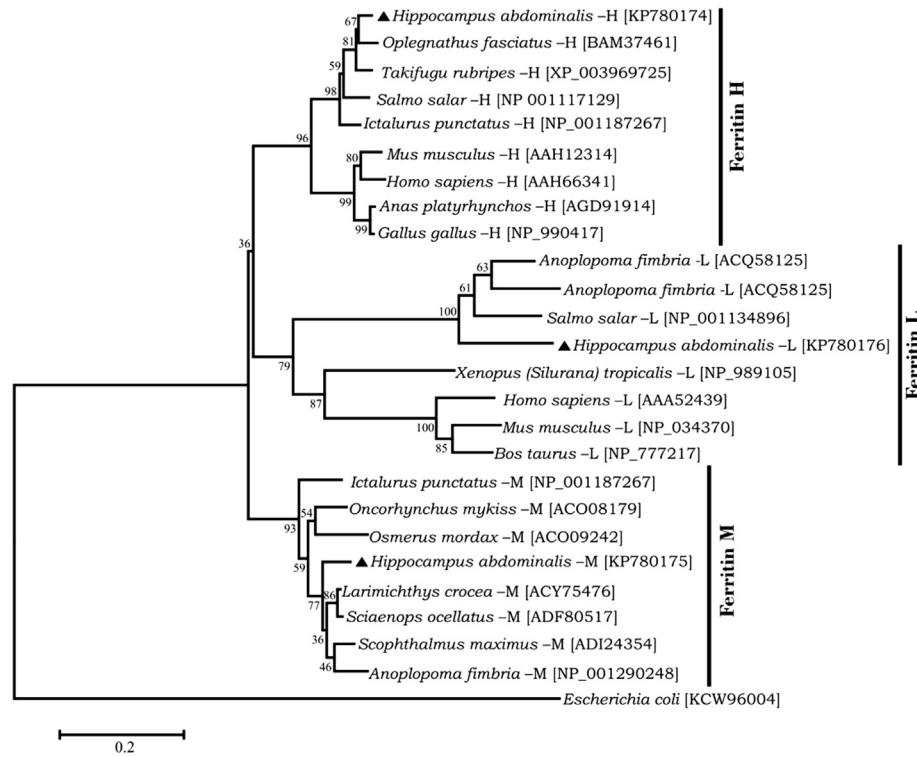 67
▲Hippocampus abdominalis –H [KP780174]
81
Oplegnathus fasciatus –H [BAM37461]
59
Takifugu rubripes –H [XP_003969725]
98
Salmo salar –H [NP 001117129]
Ictalurus punctatus –H [NP_001187267]
96
80
Mus musculus –H [AAH12314]
Homo sapiens –H [AAH66341]
99
Anas platyrhynchos –H [AGD91914]
99
Gallus gallus –H [NP_990417]
Ferritin H
36
63
Anoplopoma fimbria -L [ACQ58125]
61
Anoplopoma fimbria -L [ACQ58125]
100
Salmo salar –L [NP_001134896]
▲Hippocampus abdominalis –L [KP780176]
79
Xenopus (Silurana) tropicalis –L [NP_989105]
87
Homo sapiens –L [AAA52439]
100
Mus musculus –L [NP_034370]
85
Bos taurus –L [NP_777217]
Ferritin L
Ictalurus punctatus –M [NP_001187267]
93
54
Oncorhynchus mykiss –M [ACO08179]
Osmerus mordax –M [ACO09242]
59
▲Hippocampus abdominalis –M [KP780175]
77
86
Larimichthys crocea –M [ACY75476]
Sciaenops ocellatus –M [ADF80517]
36
Scophthalmus maximus –M [ADI24354]
46
Anoplopoma fimbria –M [NP_001290248]
Ferritin M
Escherichia coli [KCW96004]
0.2